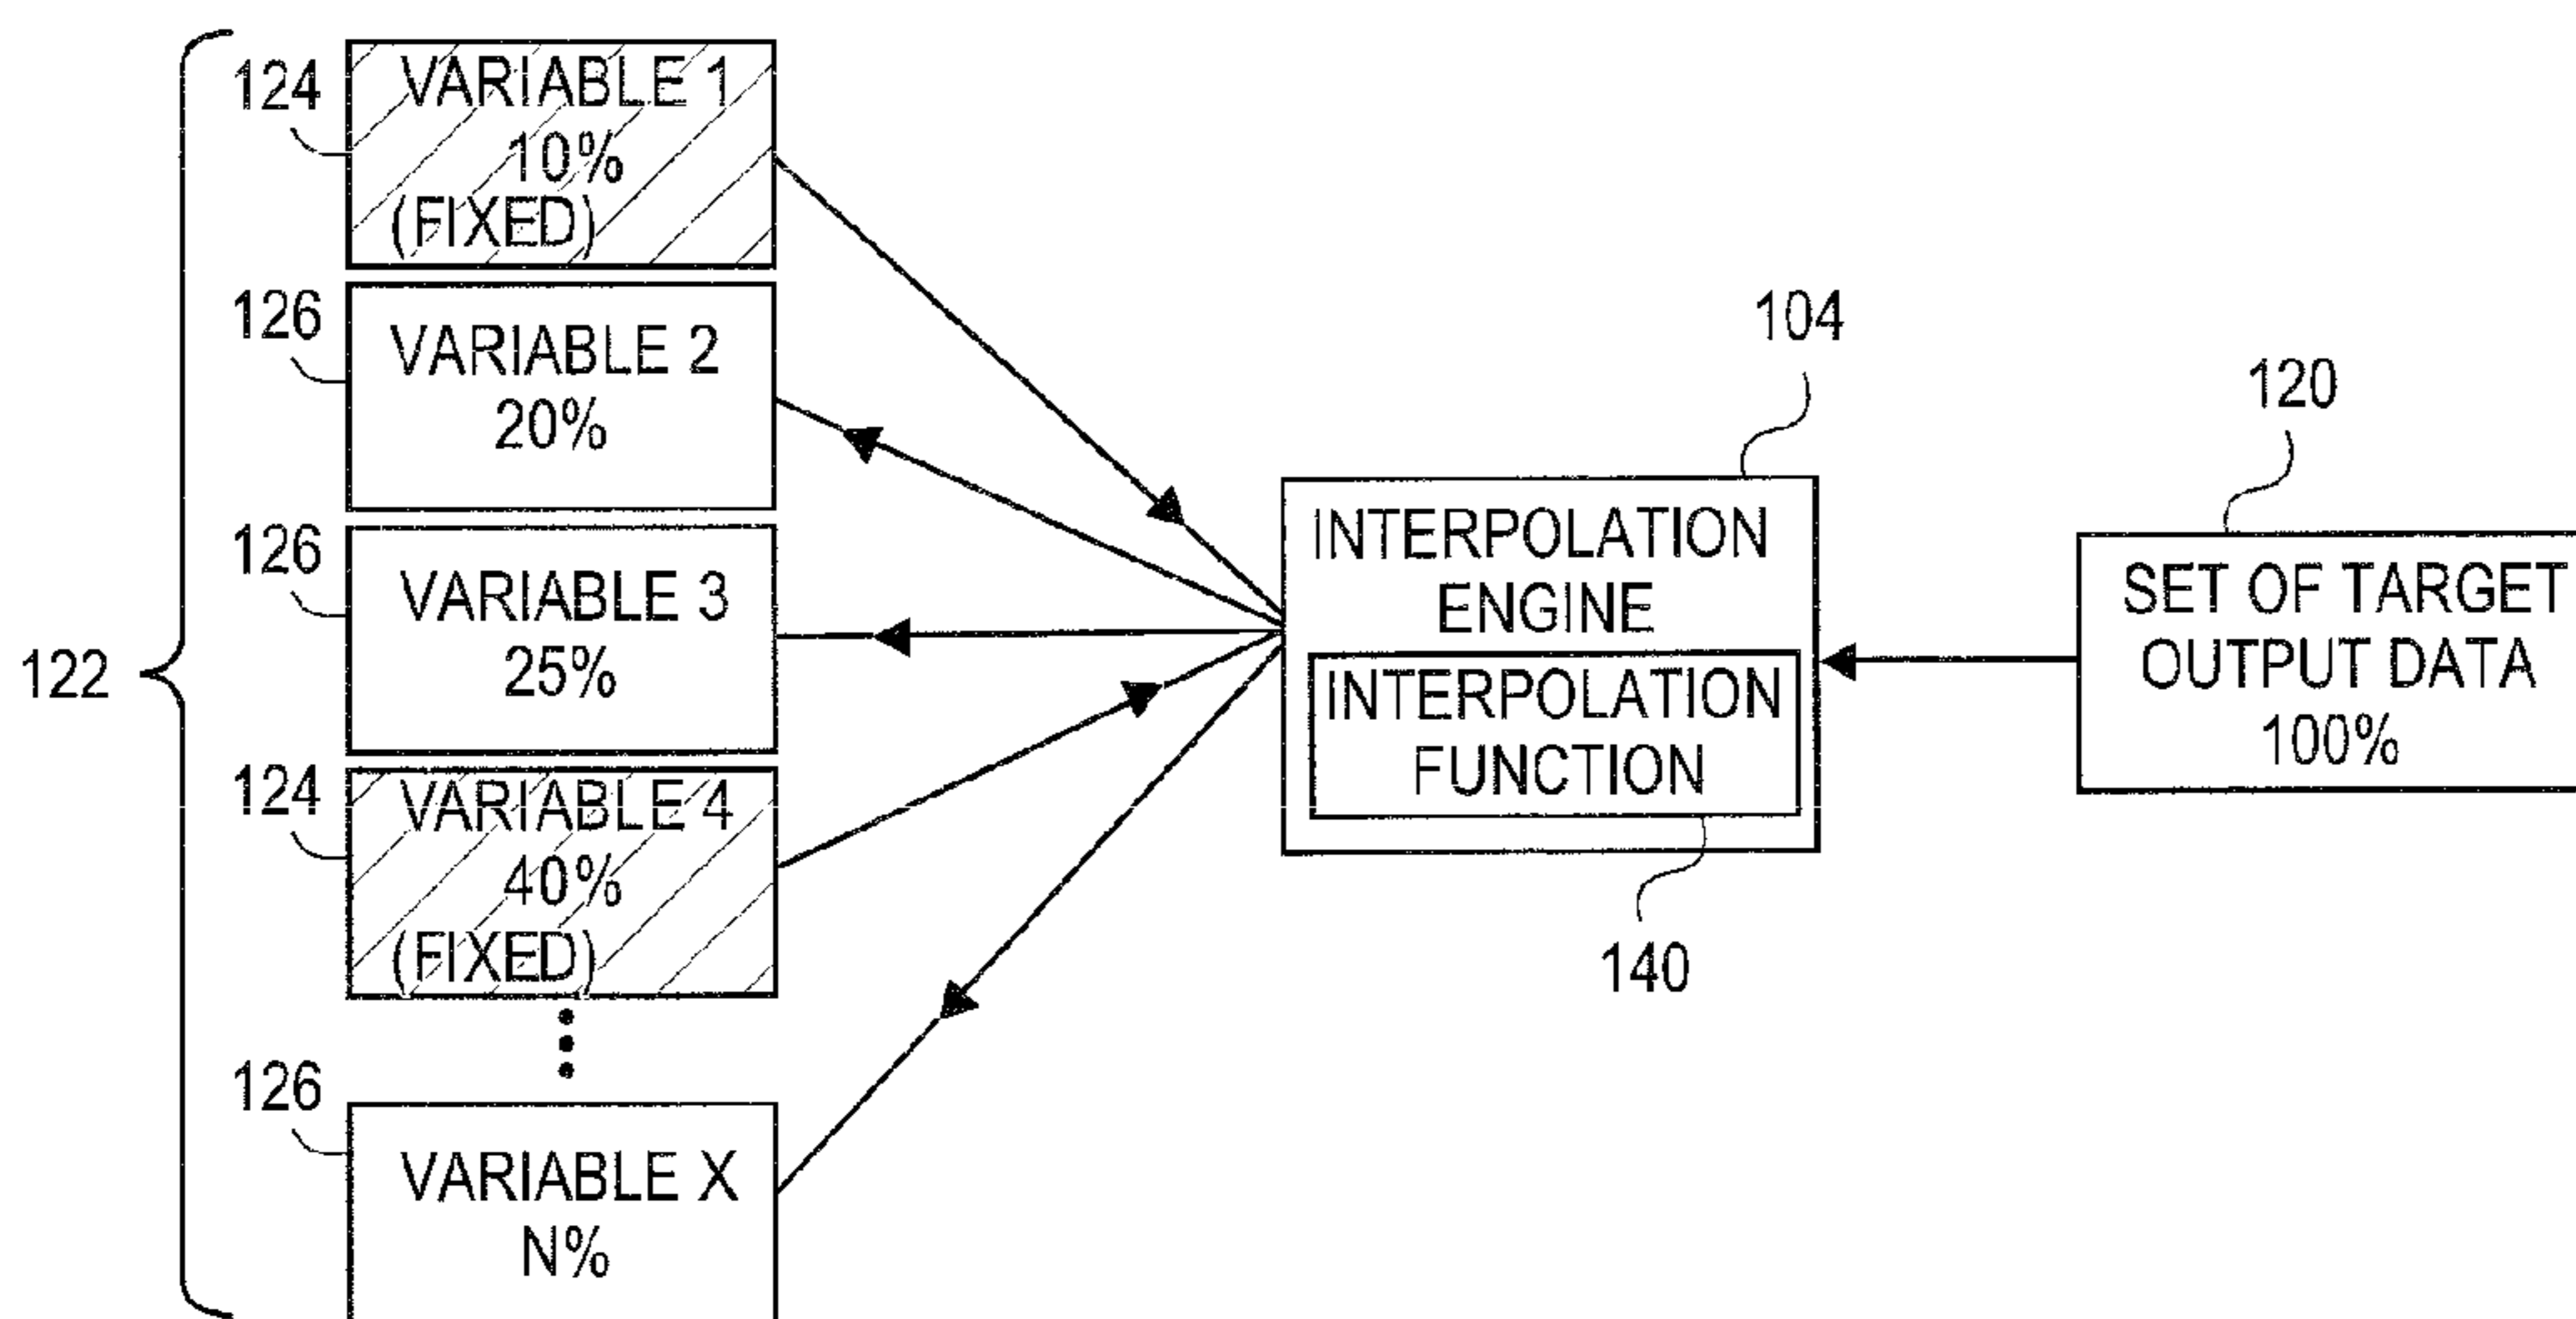 122
124
VARIABLE 1
10%
(FIXED)
126
VARIABLE 2
20%
126
VARIABLE 3
25%
124
VARIABLE 4
40%
(FIXED)
126
VARIABLE X
N%
104
INTERPOLATION
ENGINE
INTERPOLATION
FUNCTION
140
120
SET OF TARGET
OUTPUT DATA
100%